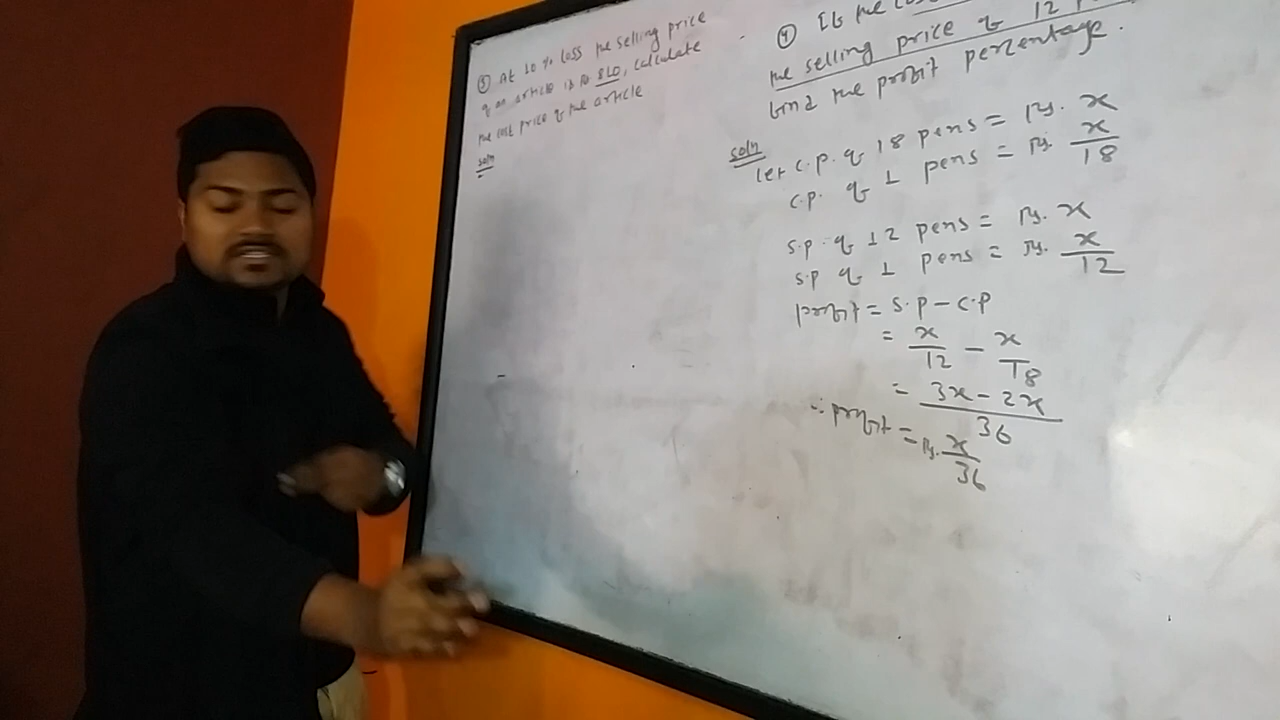 ③ At 10% loss the selling price
of an article is Rs 810, calculate
the cost price of the article
soln
④ If the cost
the selling price of 12
find the profit percentage.
soln
Let c.p. of 18 pens = Rs. x
c.p. of 1 pens = Rs. x/18
s.p. of 12 pens = Rs. x
s.p of 1 pens = Rs. x/12
profit = s.p - c.p
= x/12 - x/18
= 3x - 2x/36
∴ profit = Rs. x/36